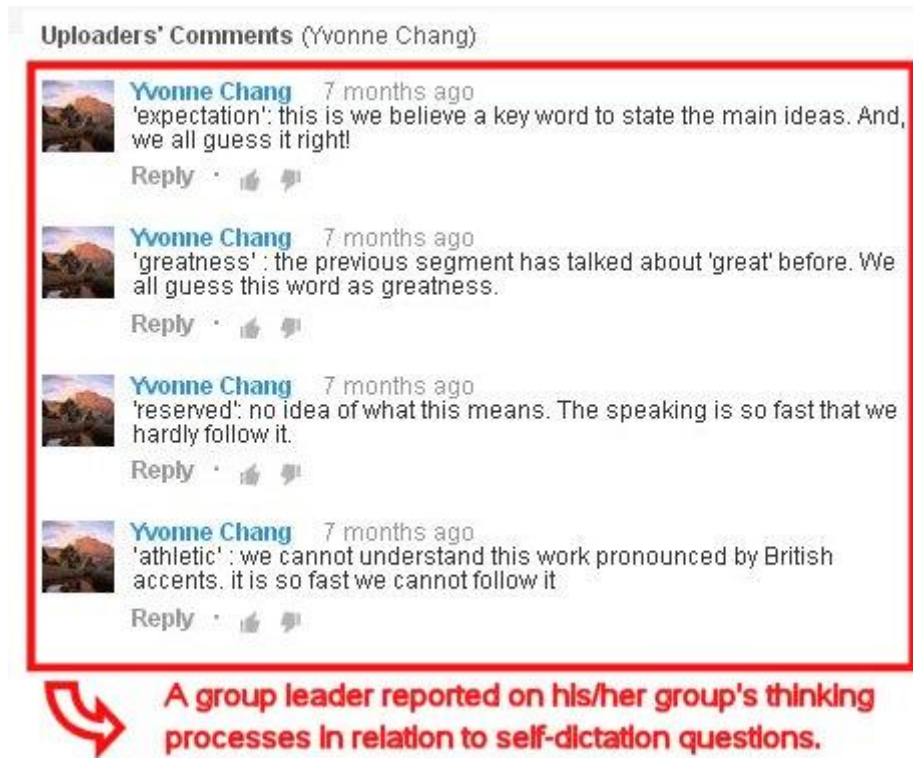 Uploaders' Comments (Yvonne Chang)
Yvonne Chang 7 months ago
'expectation': this is we believe a key word to state the main ideas. And,
we all guess it right!
Reply ·
Yvonne Chang 7 months ago
'greatness' : the previous segment has talked about 'great' before. We
all guess this word as greatness.
Reply ·
Yvonne Chang 7 months ago
'reserved': no idea of what this means. The speaking is so fast that we
hardly follow it.
Reply ·
Yvonne Chang 7 months ago
'athletic' : we cannot understand this work pronounced by British
accents. it is so fast we cannot follow it
Reply ·
A group leader reported on his/her group's thinking
processes in relation to self-dictation questions.